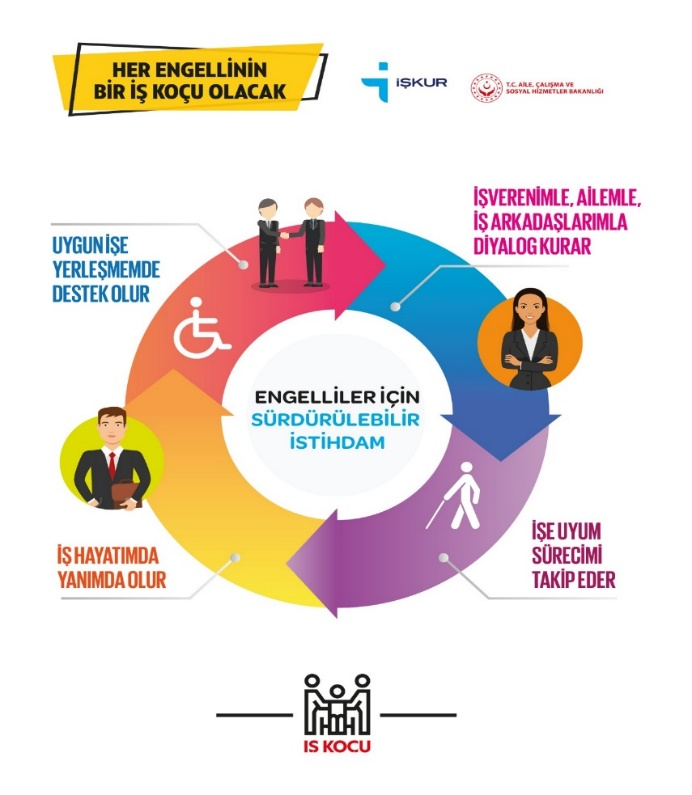 HER ENGELLİNİN
BİR İŞ KOÇU OLACAK
İŞKUR
T.C. AİLE, ÇALIŞMA VE
SOSYAL HİZMETLER BAKANLIĞI
İŞVERENİMLE, AİLEMLE,
İŞ ARKADAŞLARIMLA
DİYALOG KURAR
UYGUN İŞE
YERLEŞMEMDE
DESTEK OLUR
ENGELLİLER İÇİN
SÜRDÜRÜLEBİLİR
İSTİHDAM
İŞE UYUM
SÜRECİMİ
TAKİP EDER
İŞ HAYATIMDA
YANIMDA OLUR
IS KOCU